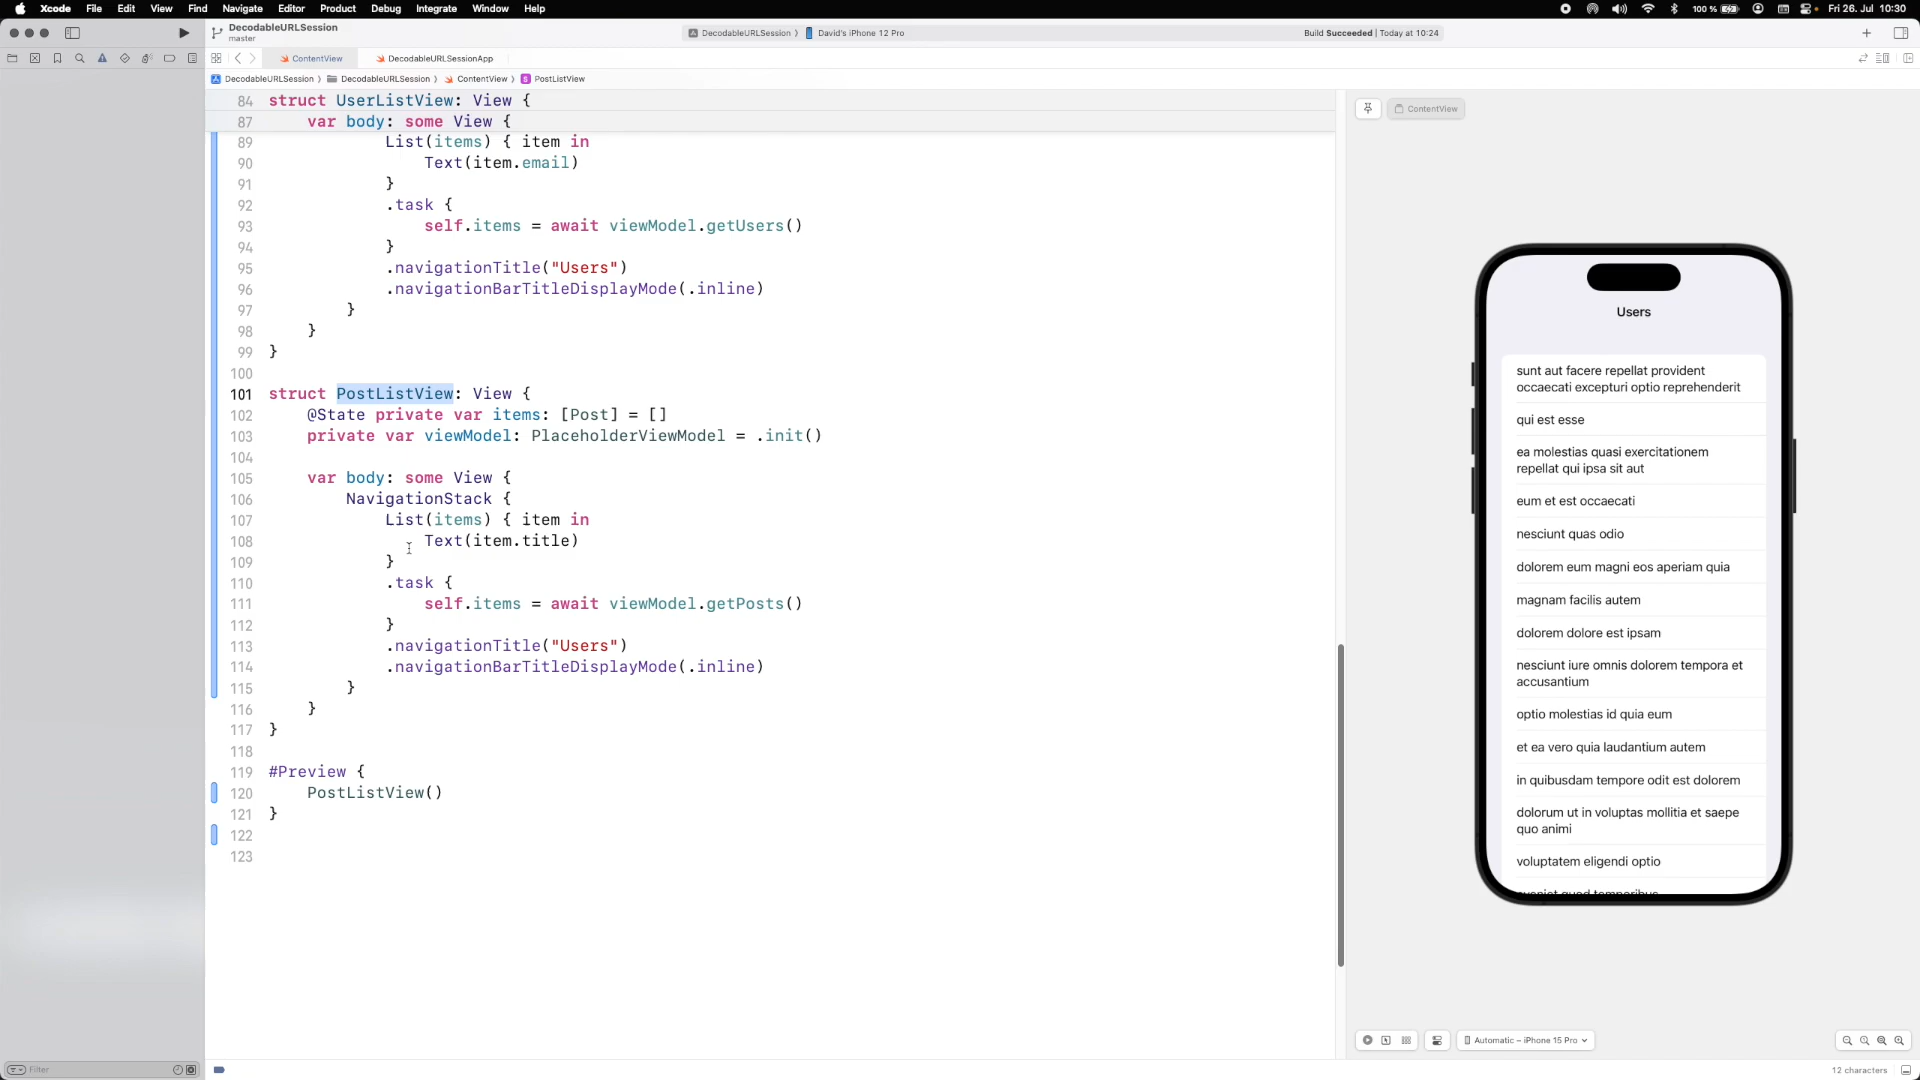 Xcode File Edit View Find Navigate Editor Product Debug Integrate Window Help 100 % Fri 26. Jul 10:30
DecodableURLSession
master
DecodableURLSession 〉 David's iPhone 12 Pro
Build Succeeded | Today at 10:24
ContentView DecodableURLSessionApp
DecodableURLSession 〉 DecodableURLSession 〉 ContentView 〉 S PostListView
84 struct UserListView: View {
87 var body: some View {
89 List(items) { item in
90 Text(item.email)
91 }
92 .task {
93 self.items = await viewModel.getUsers()
94 }
95 .navigationTitle("Users")
96 .navigationBarTitleDisplayMode(.inline)
97 }
98 }
99 }
100
101 struct PostListView: View {
102 @State private var items: [Post] = []
103 private var viewModel: PlaceholderViewModel = .init()
104
105 var body: some View {
106 NavigationStack {
107 List(items) { item in
108 Text(item.title)
109 }
110 .task {
111 self.items = await viewModel.getPosts()
112 }
113 .navigationTitle("Users")
114 .navigationBarTitleDisplayMode(.inline)
115 }
116 }
117 }
118
119 #Preview {
120 PostListView()
121 }
122
123
ContentView
Users
sunt aut facere repellat provident
occaecati excepturi optio reprehenderit
qui est esse
ea molestias quasi exercitationem
repellat qui ipsa sit aut
eum et est occaecati
nesciunt quas odio
dolorem eum magni eos aperiam quia
magnam facilis autem
dolorem dolore est ipsam
nesciunt iure omnis dolorem tempora et
accusantium
optio molestias id quia eum
et ea vero quia laudantium autem
in quibusdam tempore odit est dolorem
dolorum ut in voluptas mollitia et saepe
quo animi
voluptatem eligendi optio
Automatic – iPhone 15 Pro
Filter
12 characters